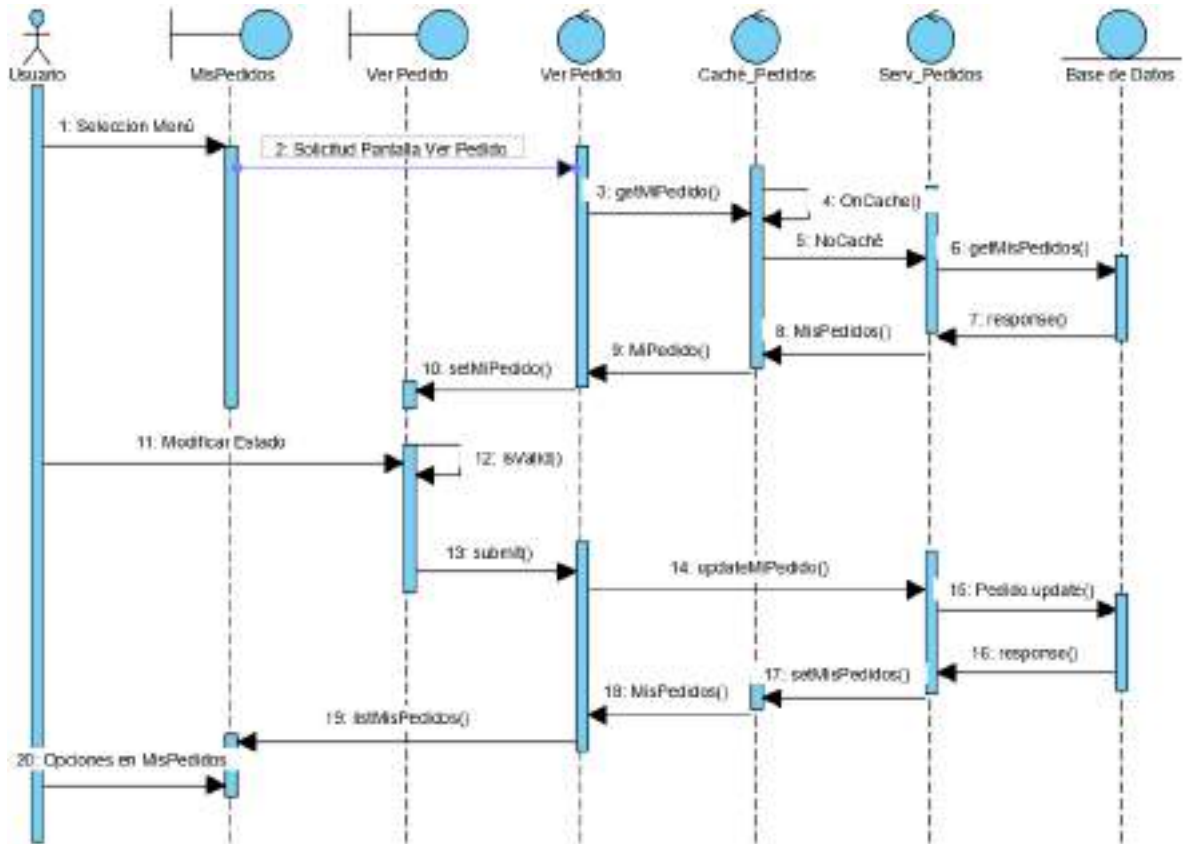 Usuario
MisPedidos
Ver Pedido
Ver Pedido
Caché_Pedidos
Serv_Pedidos
Base de Datos
1: Seleccion Menú
2: Solicitud Pantalla Ver Pedido
3: getMiPedido()
4: OnCache()
5: NoCaché
6: getMisPedidos()
7: response()
8: MisPedidos()
9: MiPedido()
10: setMiPedido()
11: Modificar Estado
12: isValid()
13: submit()
14: updateMiPedido()
15: Pedido.update()
16: response()
17: setMisPedidos()
18: MisPedidos()
19: listMisPedidos()
20: Opciones en MisPedidos